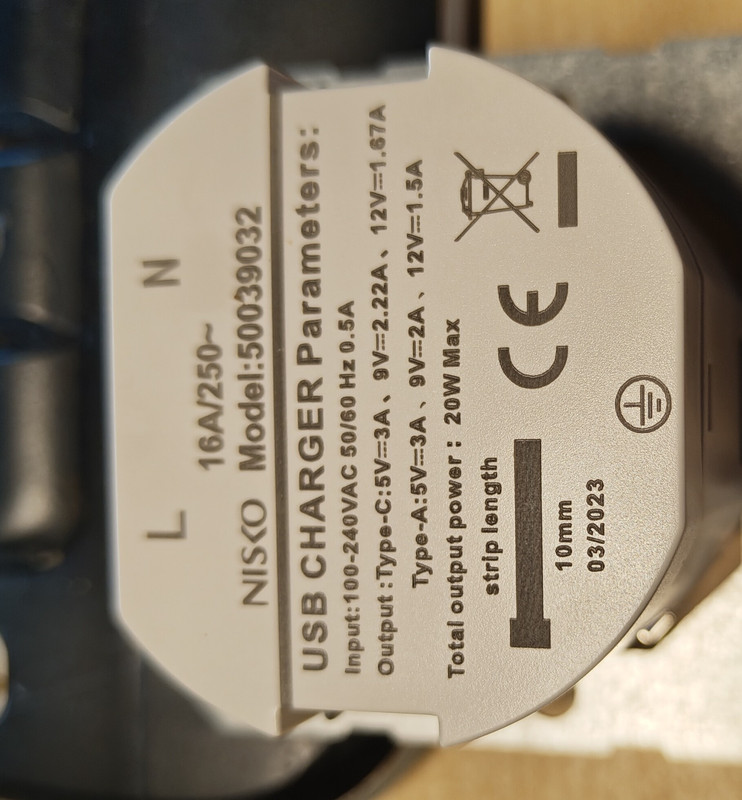 L N
16A/250~
NISKO Model:50039032
USB CHARGER Parameters:
Input:100-240VAC 50/60 Hz 0.5A
Output :Type-C:5V⎓3A、9V⎓2.22A、12V⎓1.67A
Type-A:5V⎓3A、9V⎓2A、12V⎓1.5A
Total output power: 20W Max
strip length
CE
10mm
03/2023